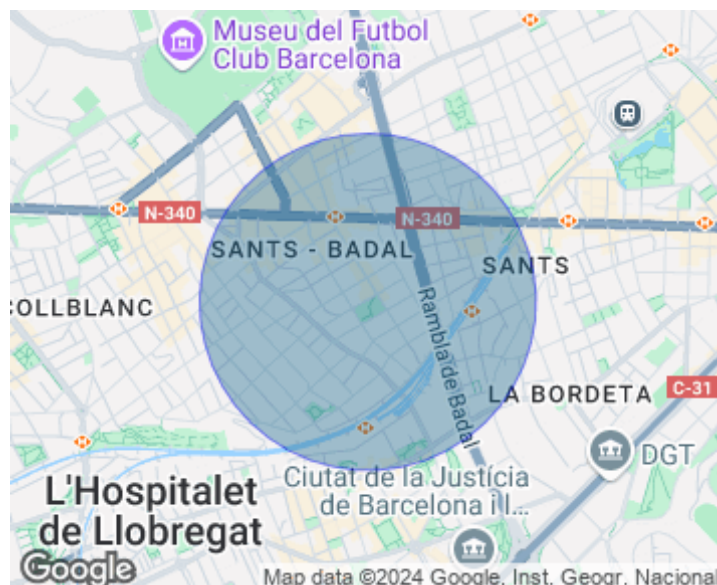 Museu del Futbol
Club Barcelona
N-340
N-340
SANTS - BADAL
SANTS
COLLBLANC
Rambla de Badal
LA BORDETA
C-31
DGT
Ciutat de la Justícia
de Barcelona i l...
L'Hospitalet
de Llobregat
Google
Map data ©2024 Google, Inst. Geogr. Nacional